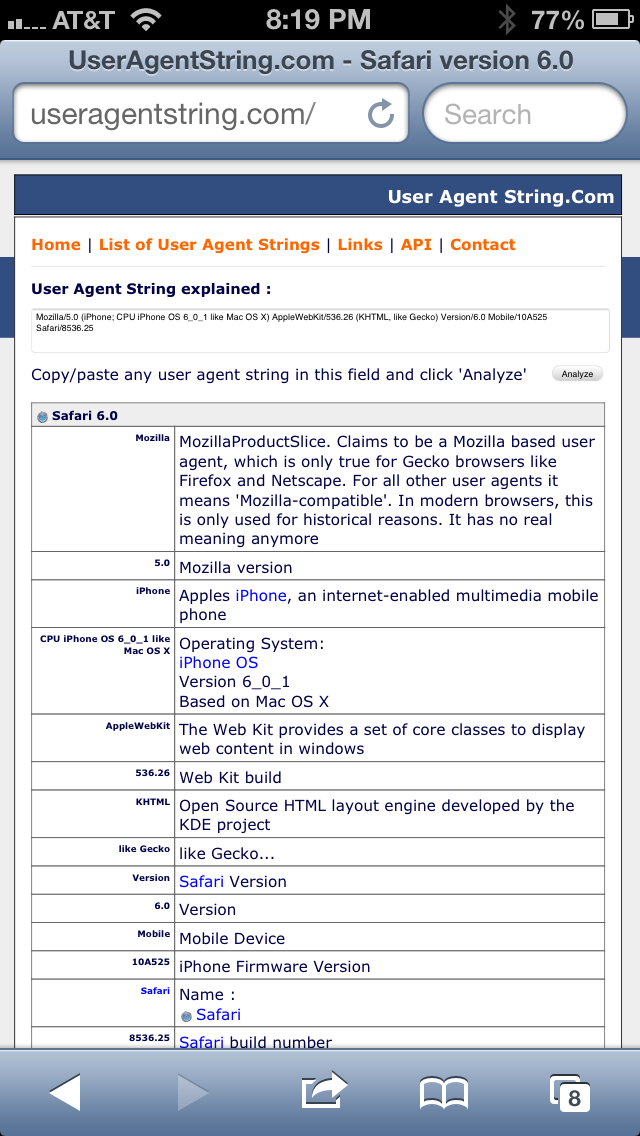 AT&T 8:19 PM 77%
UserAgentString.com - Safari version 6.0
useragentstring.com/ Search
User Agent String.Com
Home | List of User Agent Strings | Links | API | Contact
User Agent String explained :
Mozilla/5.0 (iPhone; CPU iPhone OS 6_0_1 like Mac OS X) AppleWebKit/536.26 (KHTML, like Gecko) Version/6.0 Mobile/10A525
Safari/8536.25
Copy/paste any user agent string in this field and click 'Analyze' Analyze
Safari 6.0
Mozilla MozillaProductSlice. Claims to be a Mozilla based user
agent, which is only true for Gecko browsers like
Firefox and Netscape. For all other user agents it
means 'Mozilla-compatible'. In modern browsers, this
is only used for historical reasons. It has no real
meaning anymore
5.0 Mozilla version
iPhone Apples iPhone, an internet-enabled multimedia mobile
phone
CPU iPhone OS 6_0_1 like Operating System:
Mac OS X iPhone OS
Version 6_0_1
Based on Mac OS X
AppleWebKit The Web Kit provides a set of core classes to display
web content in windows
536.26 Web Kit build
KHTML Open Source HTML layout engine developed by the
KDE project
like Gecko like Gecko...
Version Safari Version
6.0 Version
Mobile Mobile Device
10A525 iPhone Firmware Version
Safari Name :
Safari
8536.25 Safari build number
8